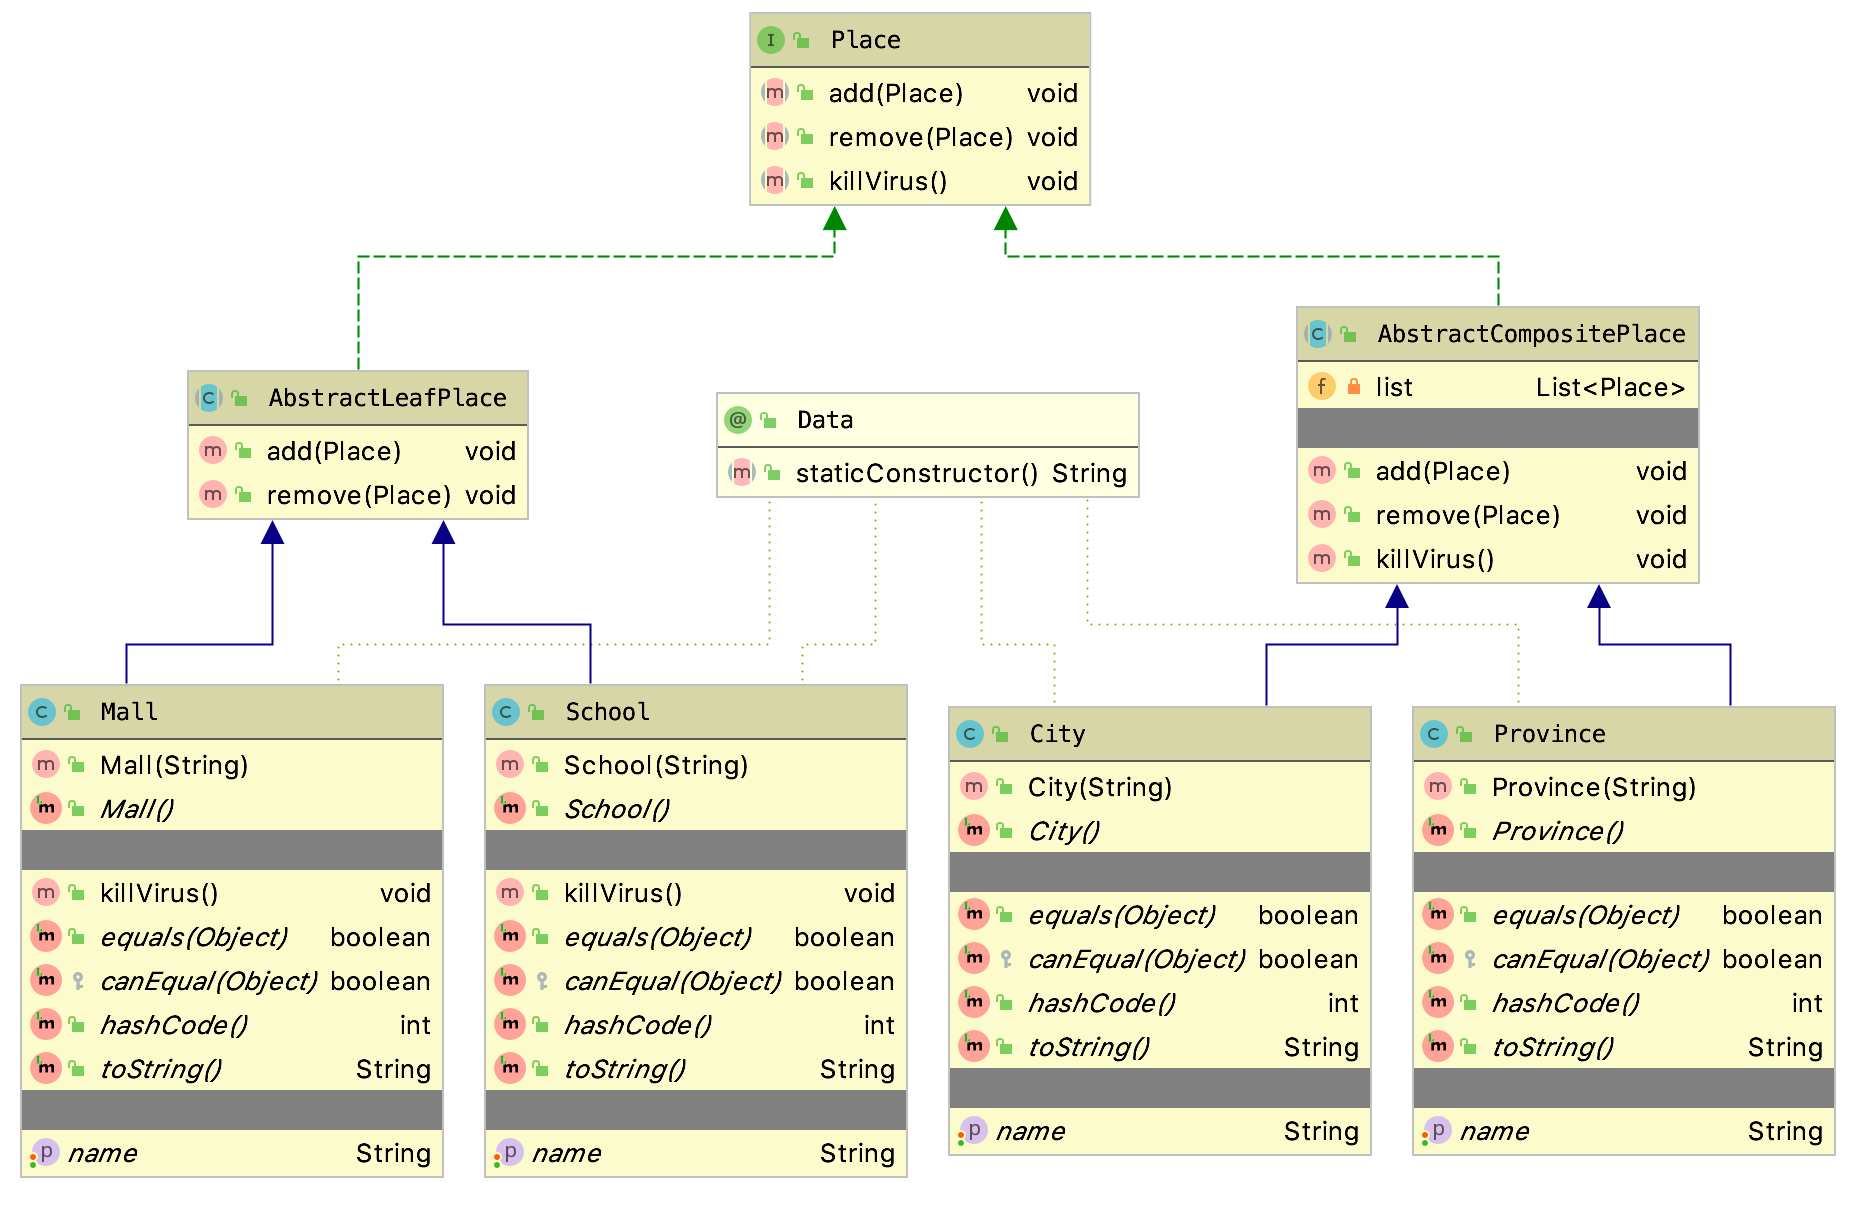 Place
add(Place) void
remove(Place) void
killVirus() void
AbstractLeafPlace
add(Place) void
remove(Place) void
Data
staticConstructor() String
AbstractCompositePlace
list List<Place>
add(Place) void
remove(Place) void
killVirus() void
Mall
Mall(String)
Mall()
killVirus() void
equals(Object) boolean
canEqual(Object) boolean
hashCode() int
toString() String
name String
School
School(String)
School()
killVirus() void
equals(Object) boolean
canEqual(Object) boolean
hashCode() int
toString() String
name String
City
City(String)
City()
equals(Object) boolean
canEqual(Object) boolean
hashCode() int
toString() String
name String
Province
Province(String)
Province()
equals(Object) boolean
canEqual(Object) boolean
hashCode() int
toString() String
name String